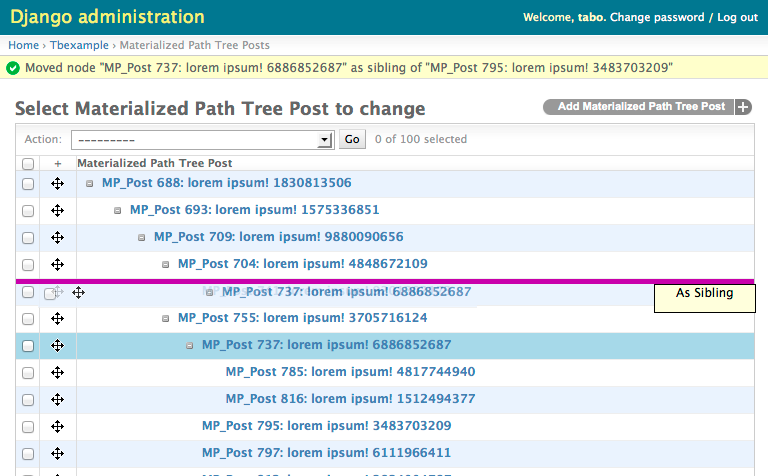 Django administration
Welcome, tabo. Change password / Log out
Home › Tbexample › Materialized Path Tree Posts
Moved node "MP_Post 737: lorem ipsum! 6886852687" as sibling of "MP_Post 795: lorem ipsum! 3483703209"
Select Materialized Path Tree Post to change
Add Materialized Path Tree Post +
Action: --------- Go 0 of 100 selected
+ Materialized Path Tree Post
MP_Post 688: lorem ipsum! 1830813506
MP_Post 693: lorem ipsum! 1575336851
MP_Post 709: lorem ipsum! 9880090656
MP_Post 704: lorem ipsum! 4848672109
MP_Post 737: lorem ipsum! 6886852687
As Sibling
MP_Post 755: lorem ipsum! 3705716124
MP_Post 737: lorem ipsum! 6886852687
MP_Post 785: lorem ipsum! 4817744940
MP_Post 816: lorem ipsum! 1512494377
MP_Post 795: lorem ipsum! 3483703209
MP_Post 797: lorem ipsum! 6111966411